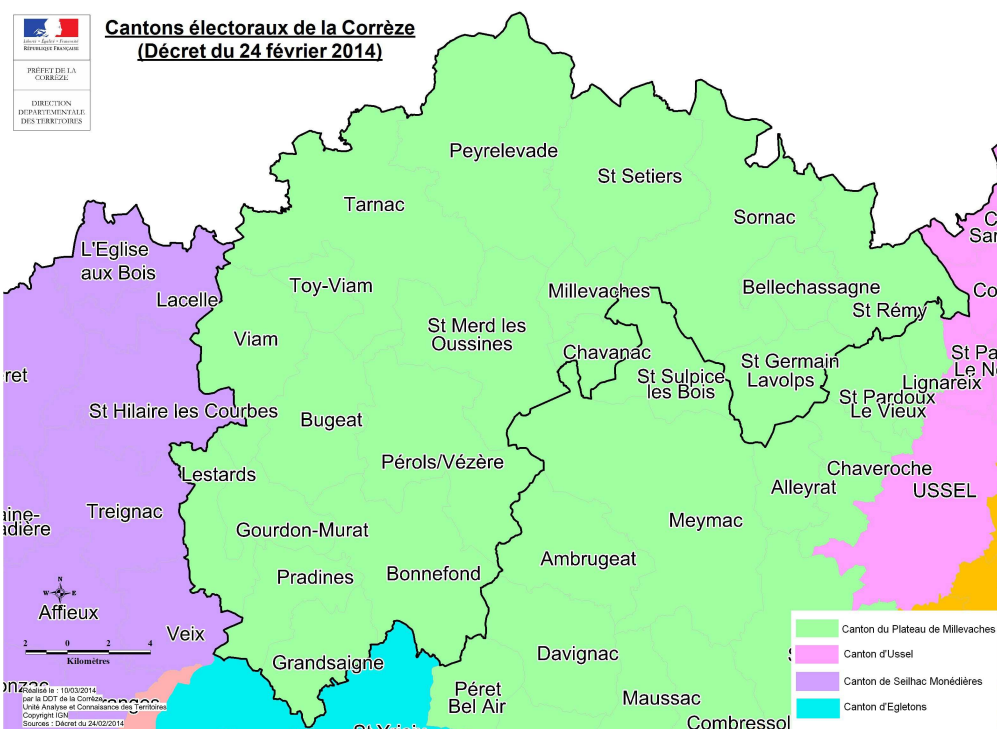 Cantons électoraux de la Corrèze
(Décret du 24 février 2014)
Liberté • Égalité • Fraternité
RÉPUBLIQUE FRANÇAISE
PRÉFET DE LA
CORRÈZE
DIRECTION
DEPARTEMENTALE
DES TERRITOIRES
Peyrelevade
St Setiers
Tarnac
Sornac
L'Eglise
aux Bois
Toy-Viam
Millevaches
Bellechassagne
Lacelle
St Rémy
St Merd les
Oussines
Viam
Chavanac
St Germain
Lavolps
St Sulpice
les Bois
Lignareix
St Pardoux
Le Vieux
St Hilaire les Courbes
Bugeat
Pérols/Vézère
Lestards
Chaveroche
Alleyrat
USSEL
Treignac
Meymac
Gourdon-Murat
Ambrugeat
Pradines
Bonnefond
N
W
E
S
Affieux
Veix
2 0 2 4
Kilomètres
Grandsaigne
Davignac
Péret
Bel Air
Maussac
Combressol
Canton du Plateau de Millevaches
Canton d'Ussel
Canton de Seilhac Monédières
Canton d'Egletons
Réalisé le : 10/03/2014
par la DDT de la Corrèze
Unité Analyse et Connaissance des Territoires
Copyright IGN
Sources : Décret du 24/02/2014